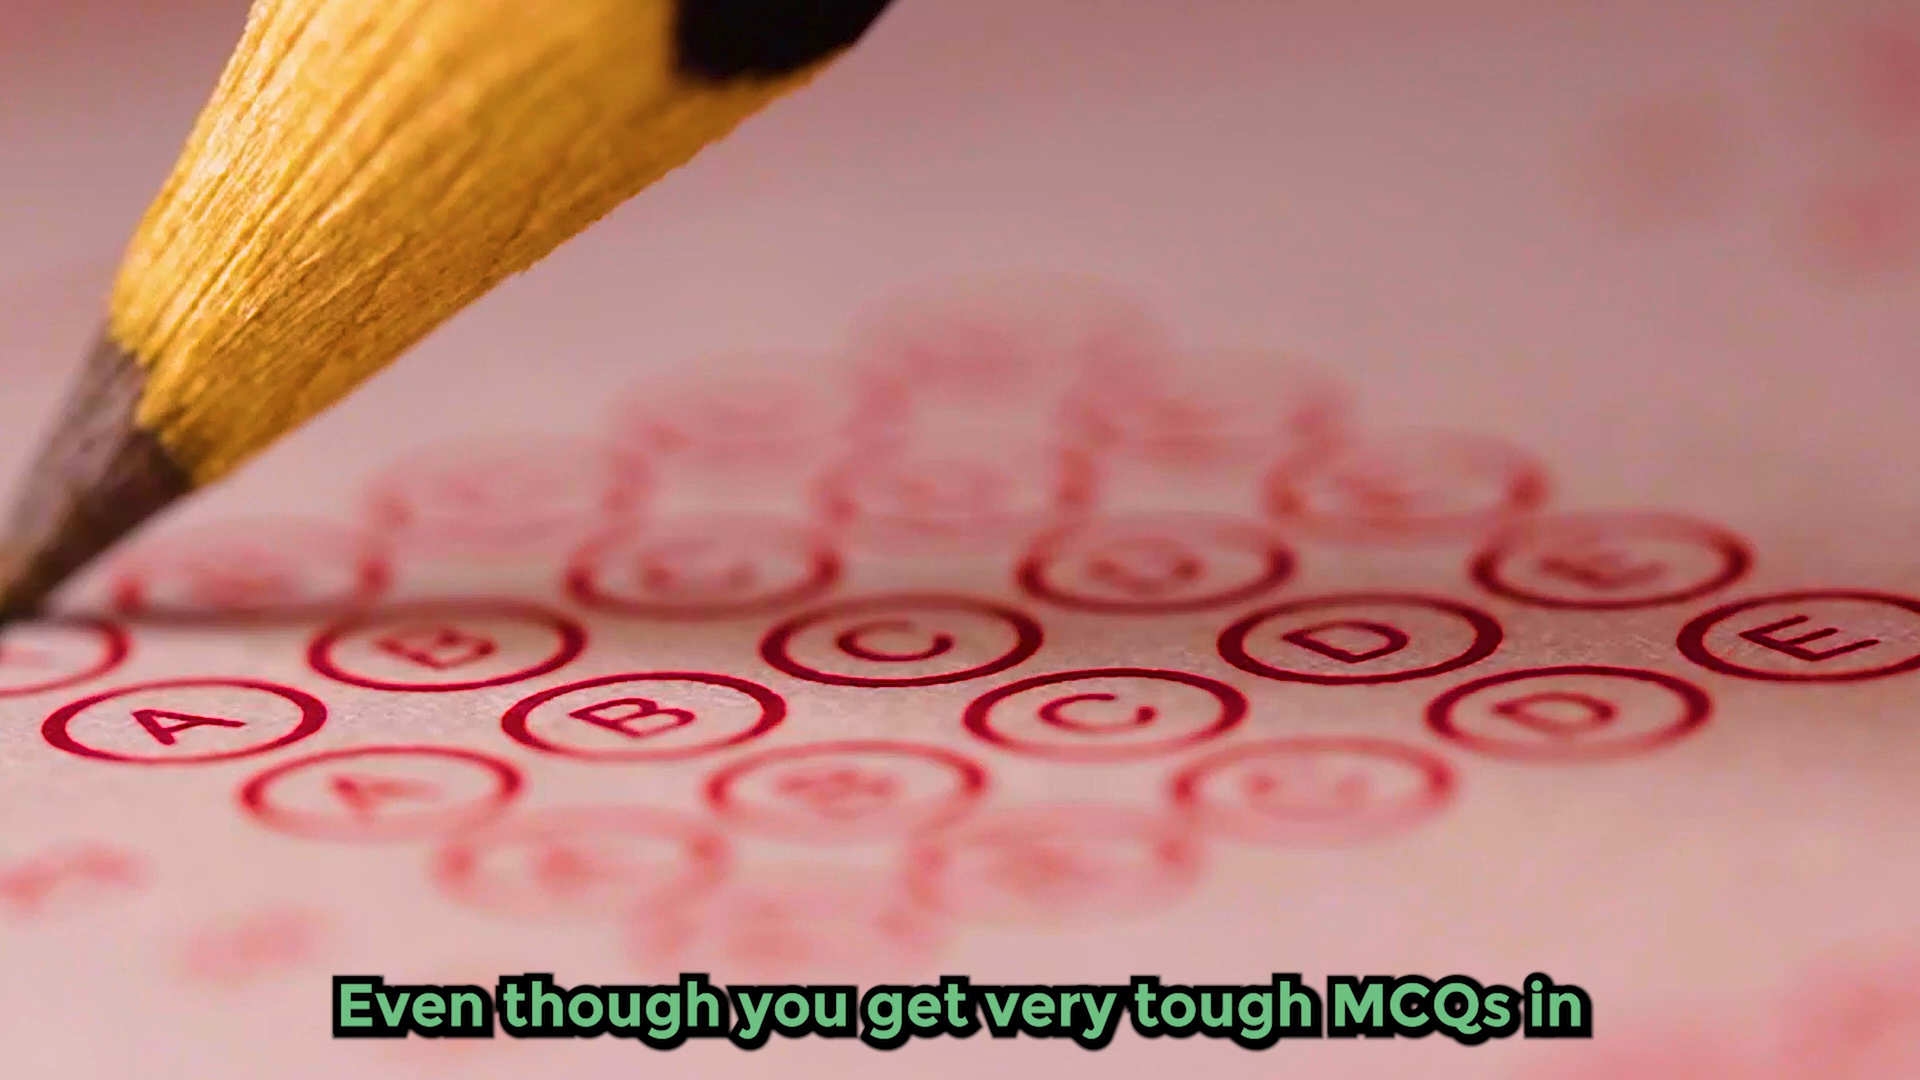 E
B C D E
A B C D
A B C
Even though you get very tough MCQs in